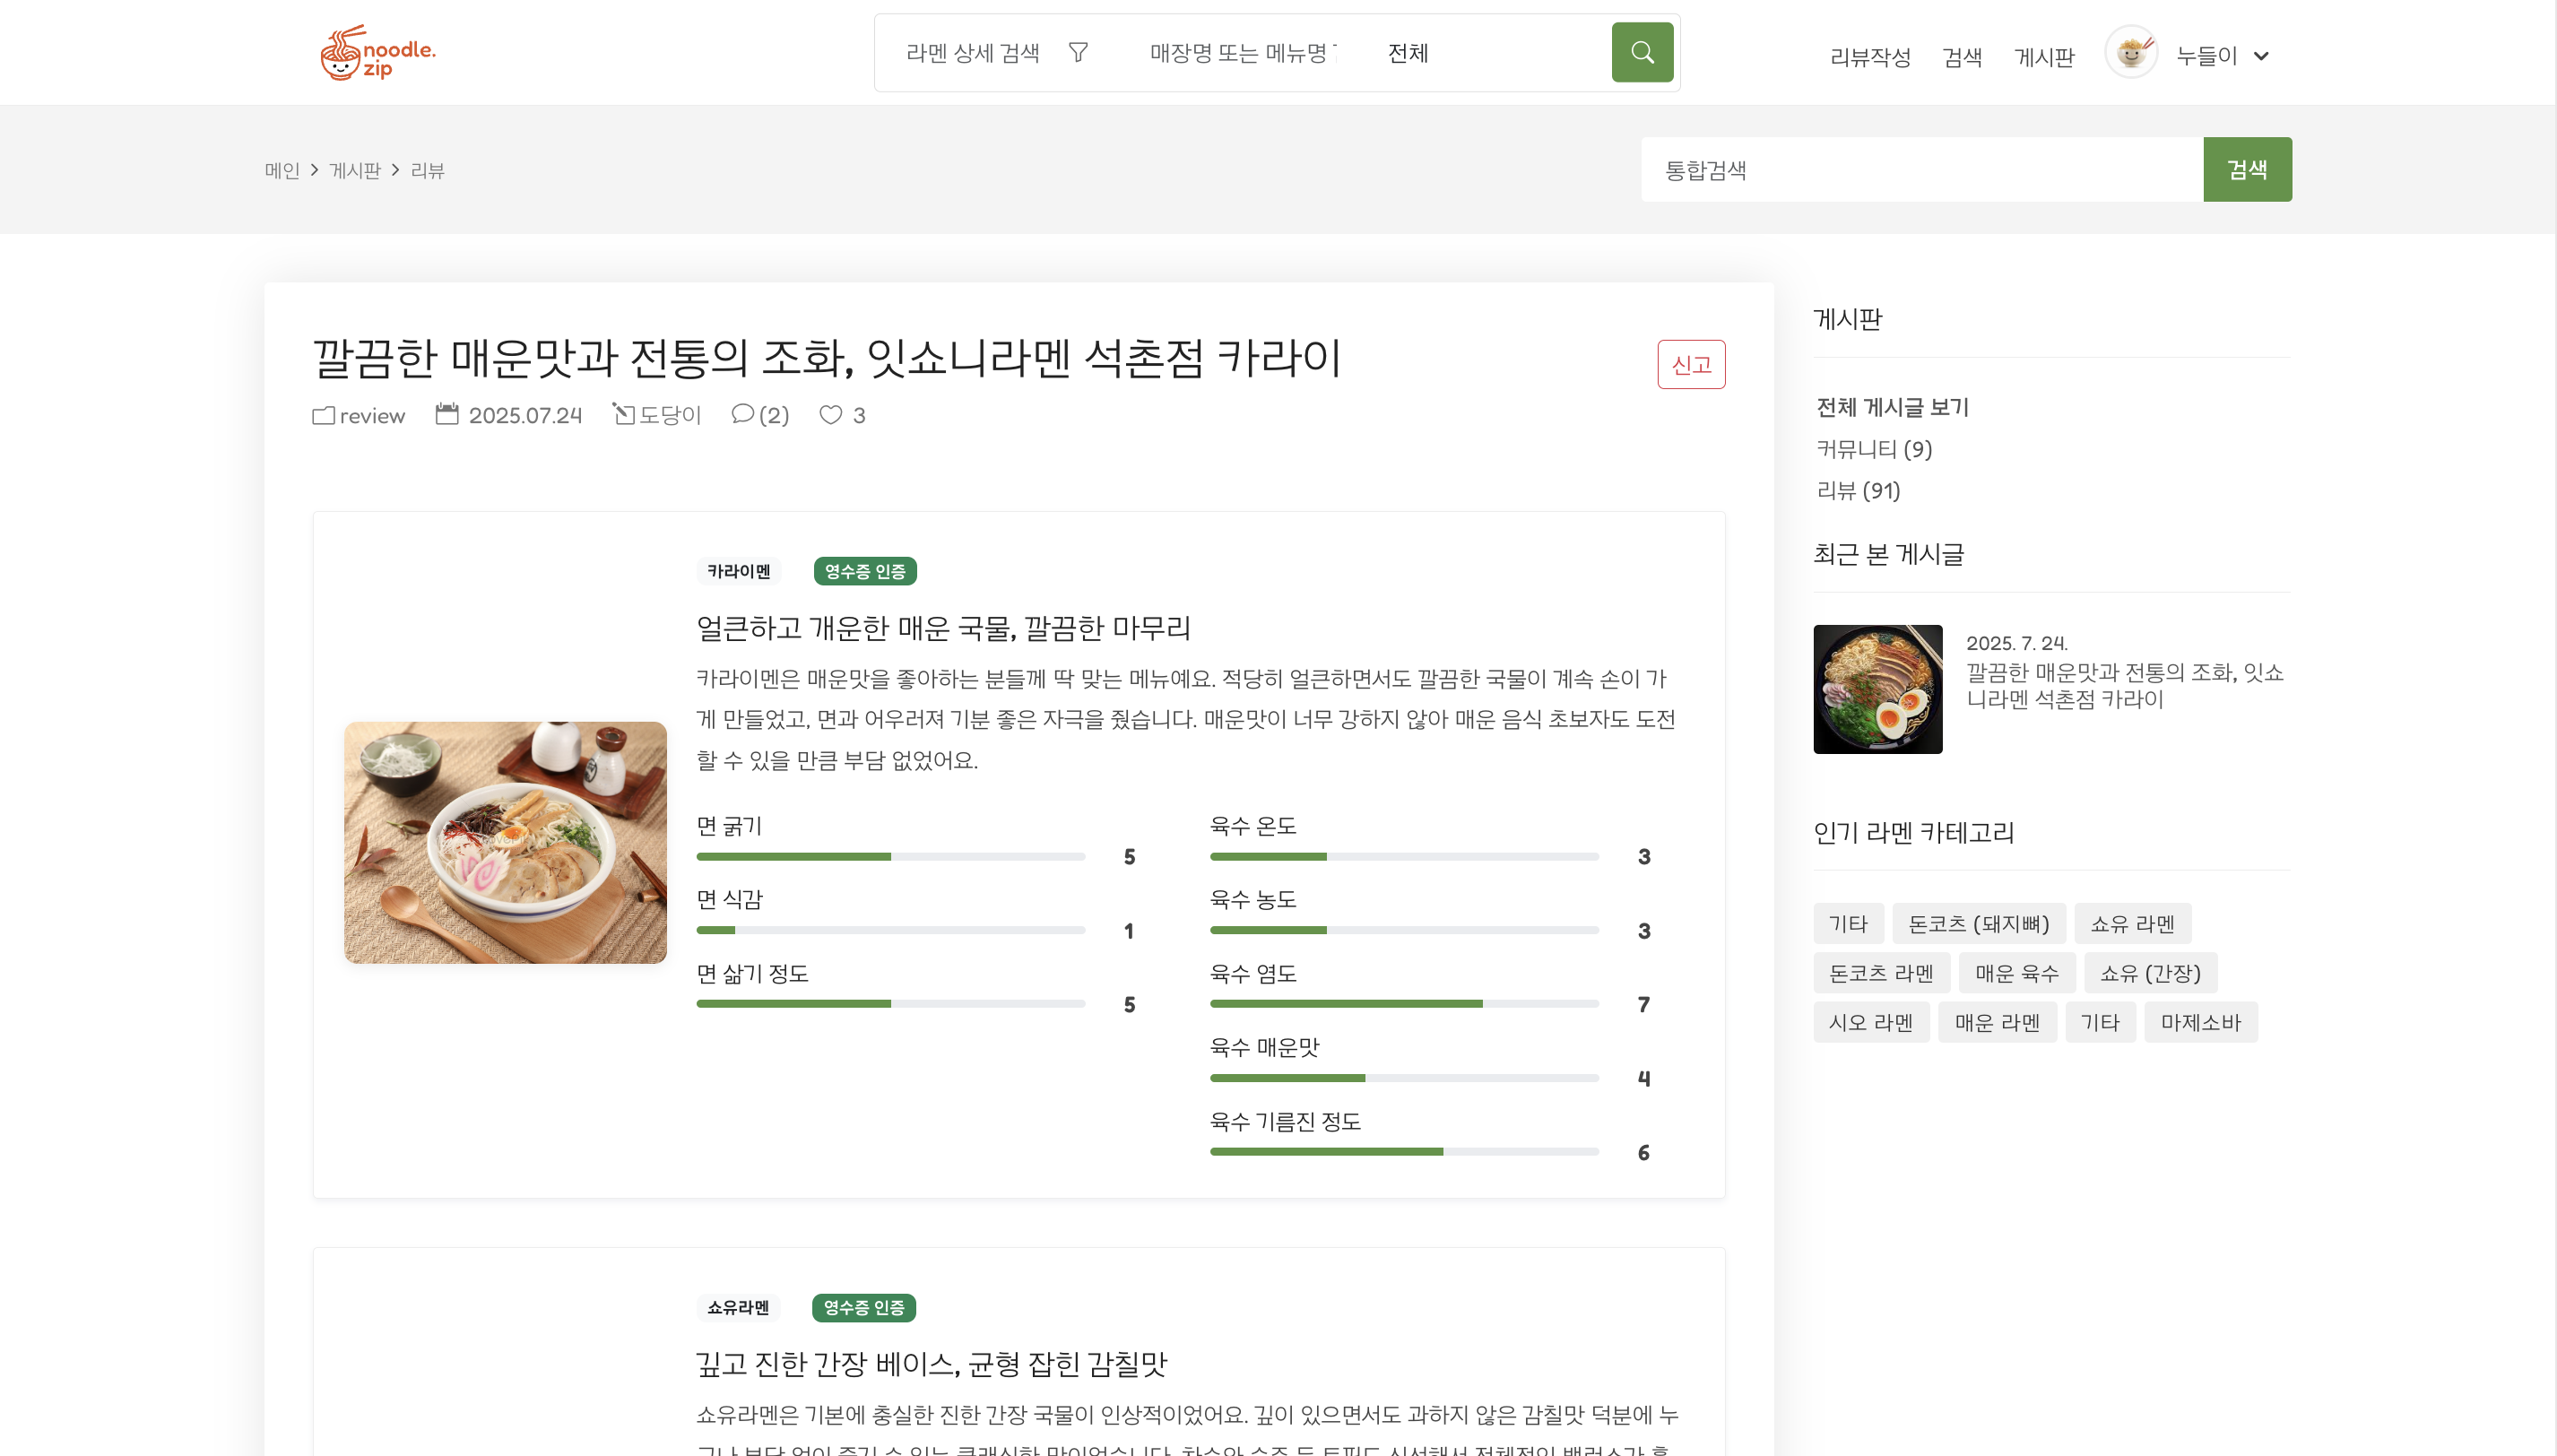 noodle.
zip
라멘 상세 검색
매장명 또는 메뉴명
전체
리뷰작성
검색
게시판
누들이
메인 > 게시판 > 리뷰
통합검색
검색
깔끔한 매운맛과 전통의 조화, 잇쇼니라멘 석촌점 카라이
신고
review 2025.07.24 도당이 (2) 3
카라이멘 영수증 인증
얼큰하고 개운한 매운 국물, 깔끔한 마무리
카라이멘은 매운맛을 좋아하는 분들께 딱 맞는 메뉴예요. 적당히 얼큰하면서도 깔끔한 국물이 계속 손이 가
게 만들었고, 면과 어우러져 기분 좋은 자극을 줬습니다. 매운맛이 너무 강하지 않아 매운 음식 초보자도 도전
할 수 있을 만큼 부담 없었어요.
면 굵기
5
면 식감
1
면 삶기 정도
5
육수 온도
3
육수 농도
3
육수 염도
7
육수 매운맛
4
육수 기름진 정도
6
쇼유라멘 영수증 인증
깊고 진한 간장 베이스, 균형 잡힌 감칠맛
쇼유라멘은 기본에 충실한 진한 간장 국물이 인상적이었어요. 깊이 있으면서도 과하지 않은 감칠맛 덕분에 누
게시판
전체 게시글 보기
커뮤니티 (9)
리뷰 (91)
최근 본 게시글
2025. 7. 24.
깔끔한 매운맛과 전통의 조화, 잇쇼
니라멘 석촌점 카라이
인기 라멘 카테고리
기타 돈코츠 (돼지뼈) 쇼유 라멘
돈코츠 라멘 매운 육수 쇼유 (간장)
시오 라멘 매운 라멘 기타 마제소바